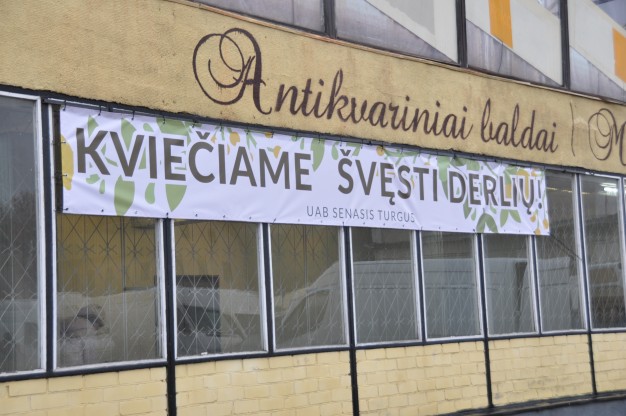 Antikvariniai baldai | M
KVIEČIAME ŠVĘSTI DERLIŲ!
UAB SENASIS TURGUS